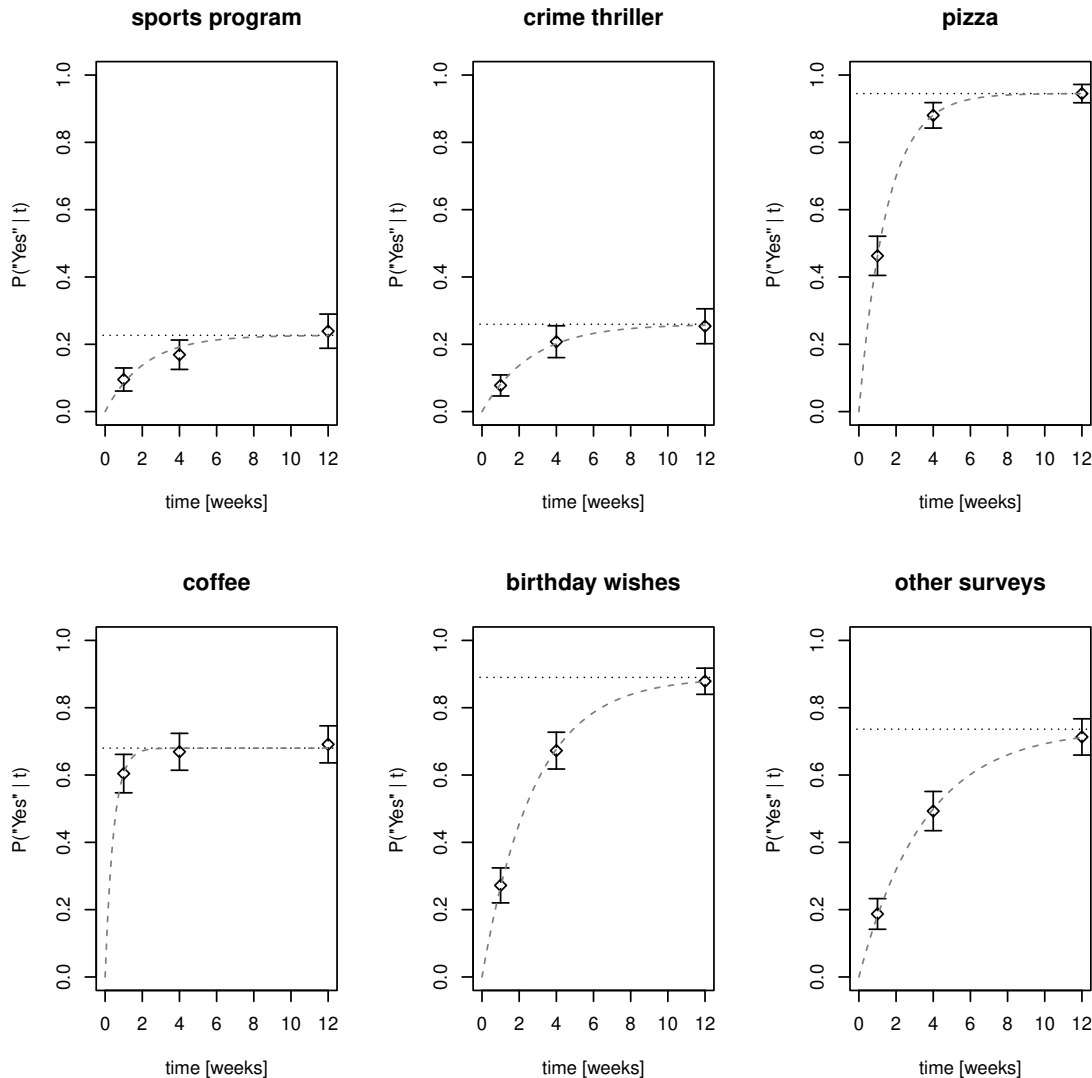 sports program
crime thriller
pizza
P("Yes" | t)
0.0 0.2 0.4 0.6 0.8 1.0
0 2 4 6 8 10 12
time [weeks]
P("Yes" | t)
0.0 0.2 0.4 0.6 0.8 1.0
0 2 4 6 8 10 12
time [weeks]
P("Yes" | t)
0.0 0.2 0.4 0.6 0.8 1.0
0 2 4 6 8 10 12
time [weeks]
coffee
birthday wishes
other surveys
P("Yes" | t)
0.0 0.2 0.4 0.6 0.8 1.0
0 2 4 6 8 10 12
time [weeks]
P("Yes" | t)
0.0 0.2 0.4 0.6 0.8 1.0
0 2 4 6 8 10 12
time [weeks]
P("Yes" | t)
0.0 0.2 0.4 0.6 0.8 1.0
0 2 4 6 8 10 12
time [weeks]